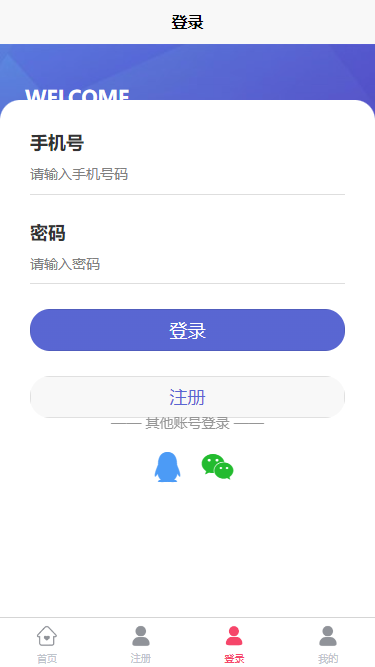 登录
WELCOME
手机号
请输入手机号码
密码
请输入密码
登录
注册
—— 其他账号登录 ——
首页 注册 登录 我的